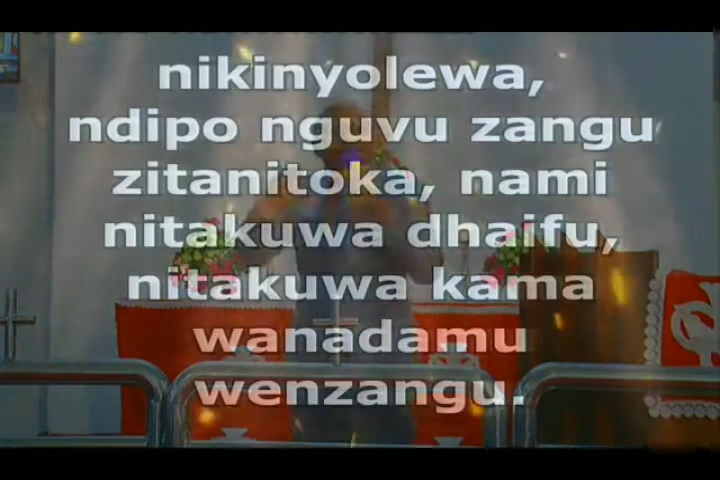 nikinyolewa,
ndipo nguvu zangu
zitanitoka, nami
nitakuwa dhaifu,
nitakuwa kama
wanadamu
wenzangu.